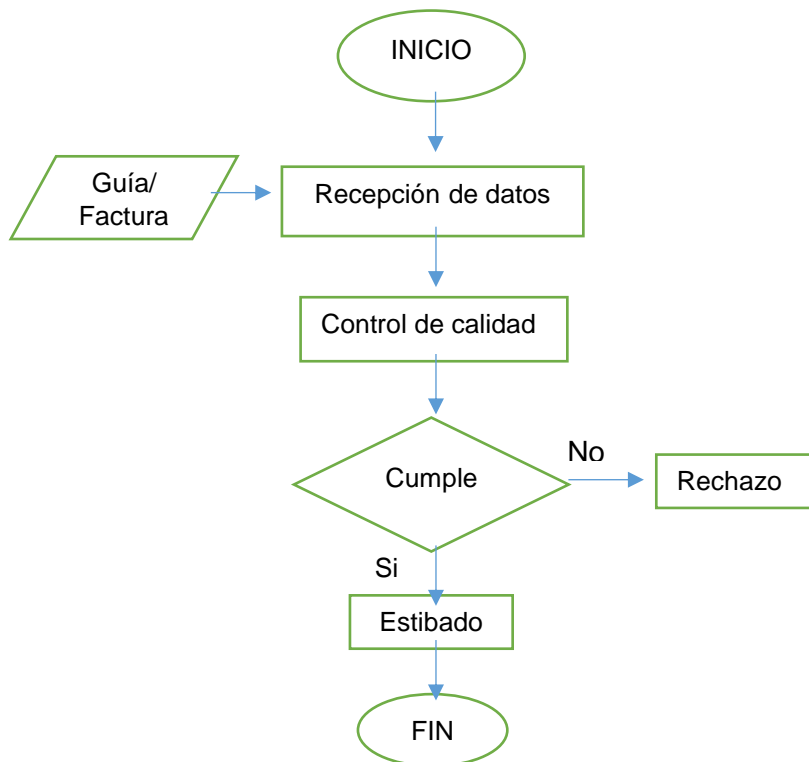 INICIO
Guía/
Factura
Recepción de datos
Control de calidad
Cumple
No
Rechazo
Si
Estibado
FIN